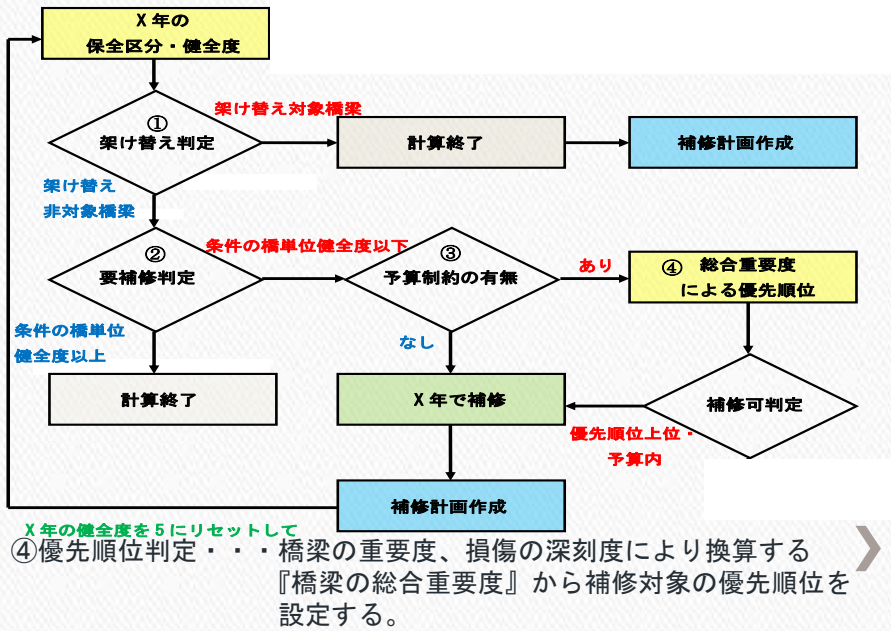 X年の
保全区分・健全度
①
架け替え判定
架け替え対象橋梁
計算終了
補修計画作成
架け替え
非対象橋梁
②
要補修判定
条件の橋単位健全度以下
③
予算制約の有無
あり
④ 総合重要度
による優先順位
条件の橋単位
健全度以上
なし
計算終了
X年で補修
補修可判定
優先順位上位・
予算内
補修計画作成
X年の健全度を5にリセットして
④優先順位判定・・・橋梁の重要度、損傷の深刻度により換算する
『橋梁の総合重要度』から補修対象の優先順位を
設定する。